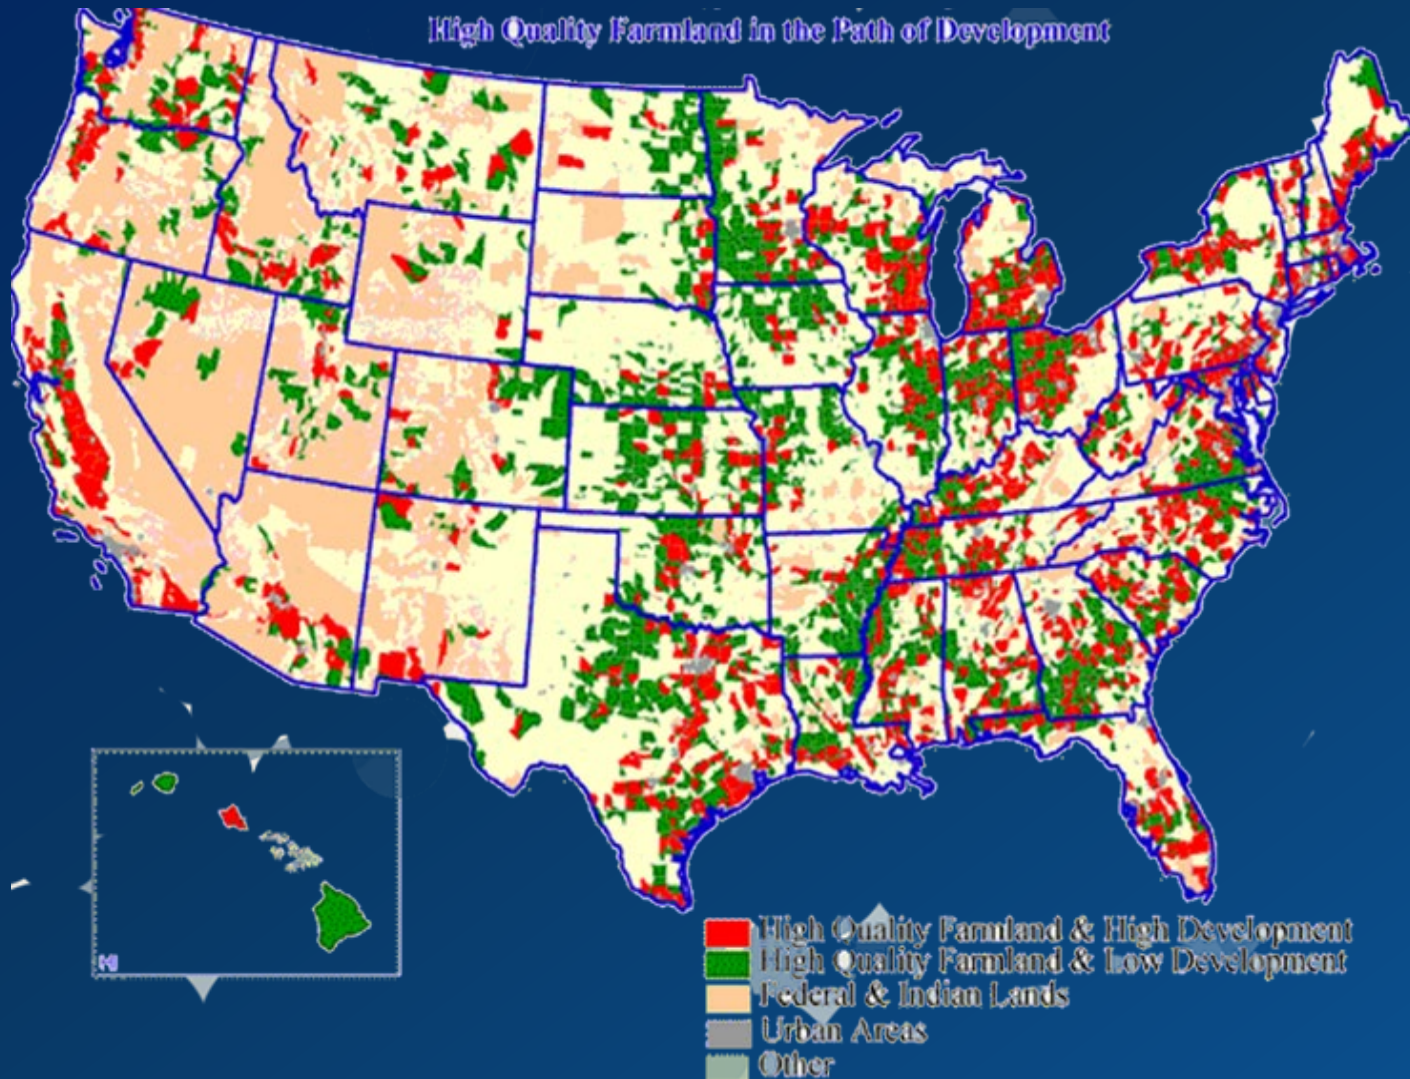 High Quality Farmland in the Path of Development
HI
High Quality Farmland & High Development
High Quality Farmland & Low Development
Federal & Indian Lands
Urban Areas
Other